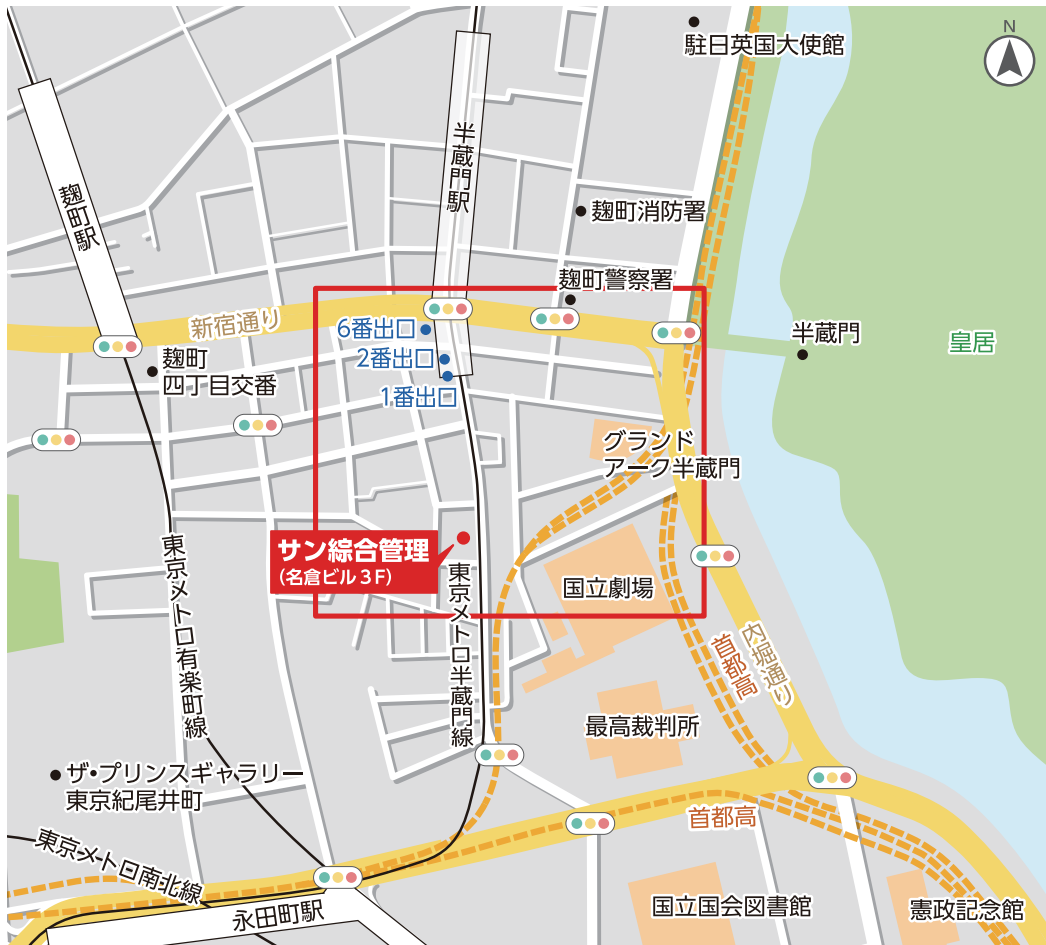 N
駐日英国大使館
半蔵門駅
麹町駅
麹町消防署
麹町警察署
新宿通り
6番出口
2番出口
1番出口
半蔵門
皇居
麹町
四丁目交番
グランド
アーク半蔵門
サン綜合管理
（名倉ビル３F）
国立劇場
東京メトロ有楽町線
東京メトロ半蔵門線
首都高
内堀通り
最高裁判所
ザ・プリンスギャラリー
東京紀尾井町
首都高
東京メトロ南北線
永田町駅
国立国会図書館
憲政記念館